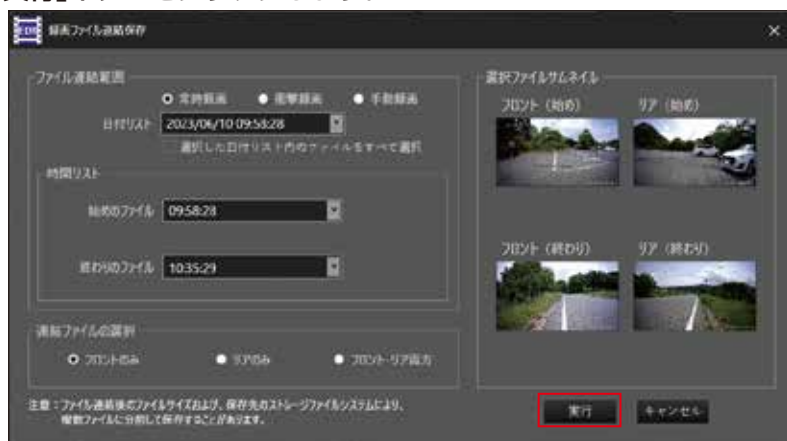 録画ファイル連結保存
ファイル連結範囲
常時録画 衝撃録画 手動録画
日付リスト 2023/06/10 09:58:28
選択した日付リスト内のファイルをすべて選択
時間リスト
始めのファイル 09:58:28
終わりのファイル 10:35:29
連結ファイルの選択
フロントのみ リアのみ フロント・リア両方
注意：ファイル連結後のファイルサイズおよび、保存先のストレージファイルシステムにより、
複数ファイルに分割して保存することがあります。
選択ファイルサムネイル
フロント（始め） リア（始め）
フロント（終わり） リア（終わり）
実行 キャンセル